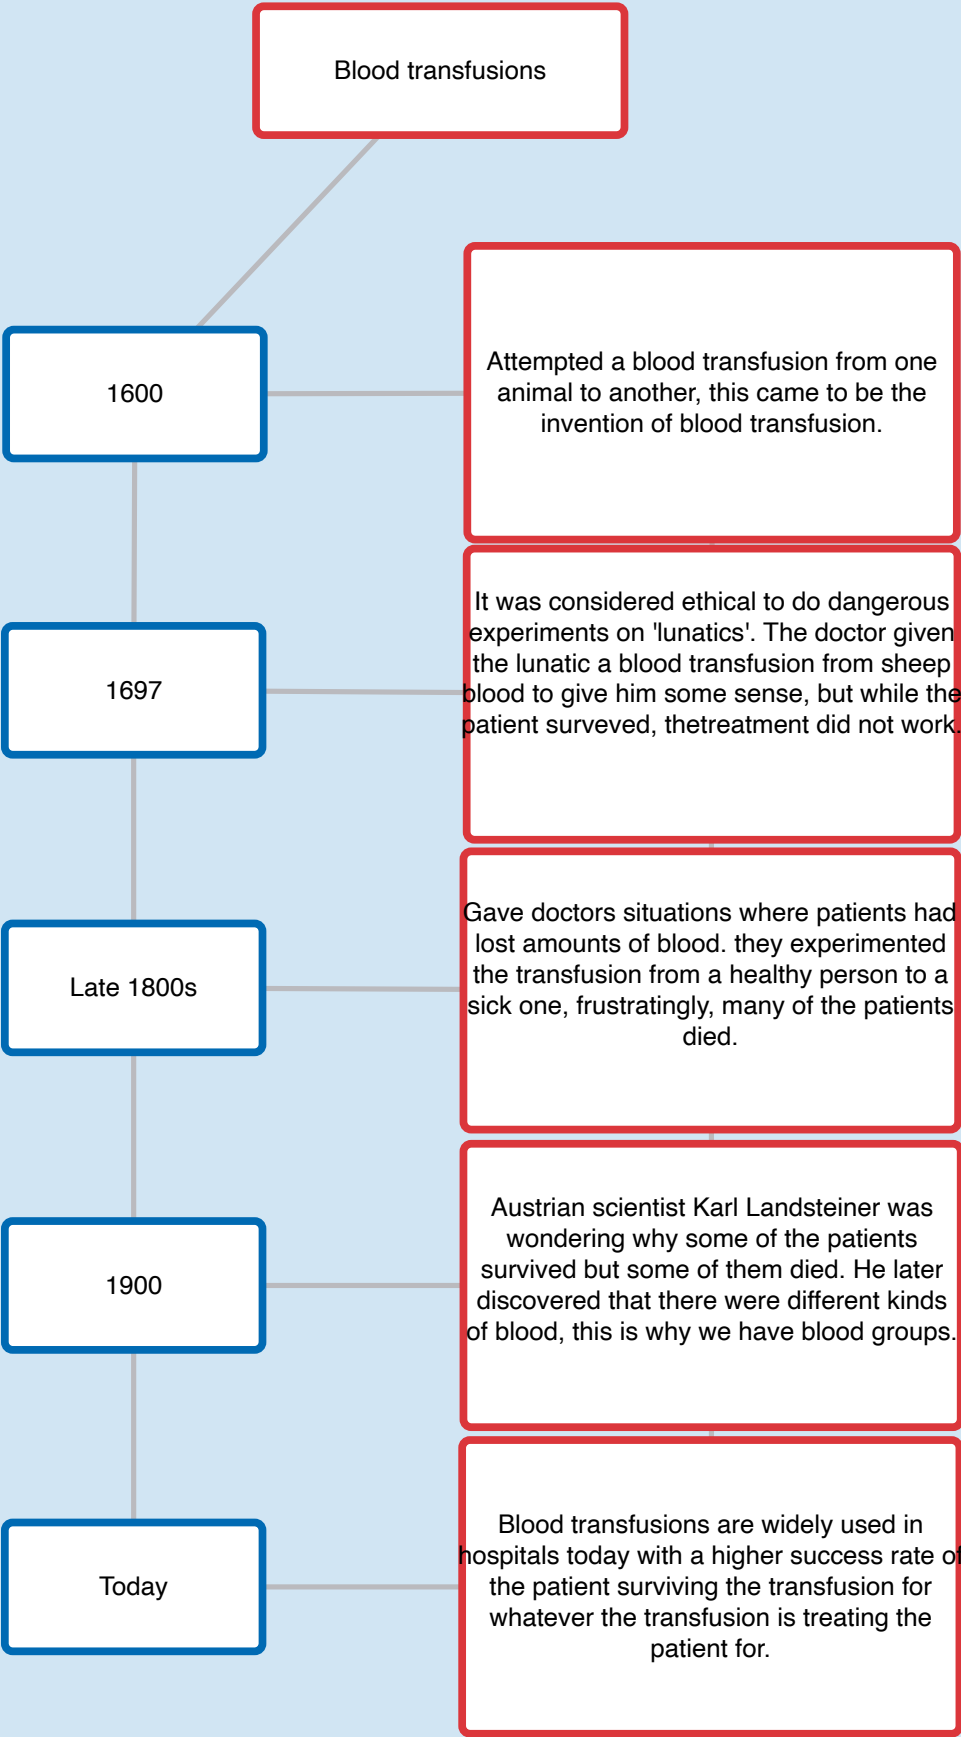 Blood transfusions
1600
Attempted a blood transfusion from one
animal to another, this came to be the
invention of blood transfusion.
1697
It was considered ethical to do dangerous
experiments on 'lunatics'. The doctor given
the lunatic a blood transfusion from sheep
blood to give him some sense, but while the
patient surveved, thetreatment did not work.
Late 1800s
Gave doctors situations where patients had
lost amounts of blood. they experimented
the transfusion from a healthy person to a
sick one, frustratingly, many of the patients
died.
1900
Austrian scientist Karl Landsteiner was
wondering why some of the patients
survived but some of them died. He later
discovered that there were different kinds
of blood, this is why we have blood groups.
Today
Blood transfusions are widely used in
hospitals today with a higher success rate of
the patient surviving the transfusion for
whatever the transfusion is treating the
patient for.